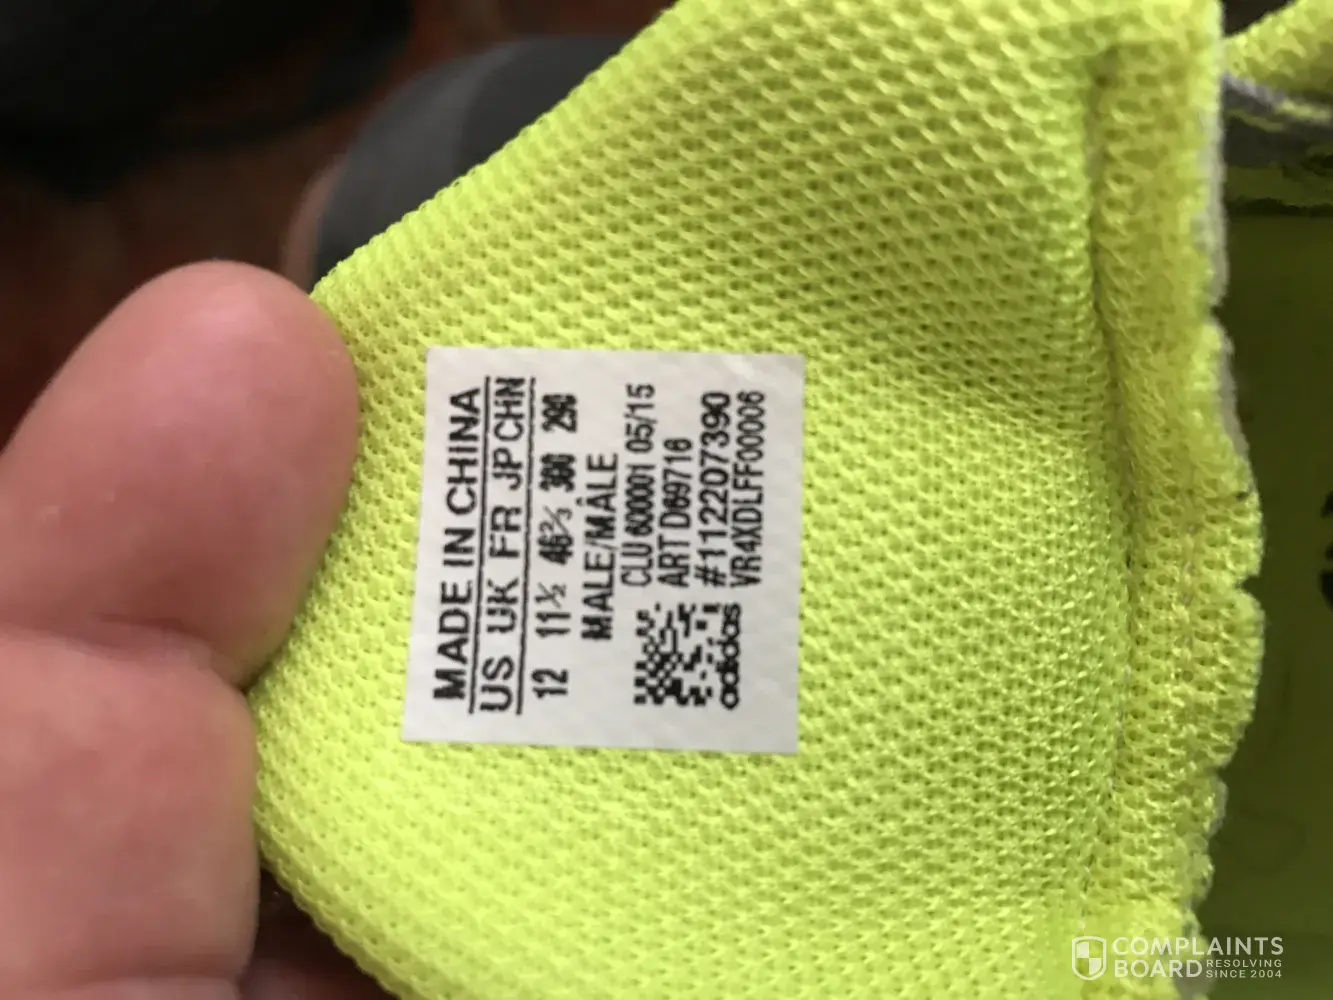 MADE IN CHINA
US UK FR JP CHN
12 11½ 46⅔ 300 290
MALE/MÂLE
CLU 600001 05/15
ART D69716
#112207390
VR4XDLFF00006
adidas
COMPLAINTS
BOARD RESOLVING
SINCE 2004